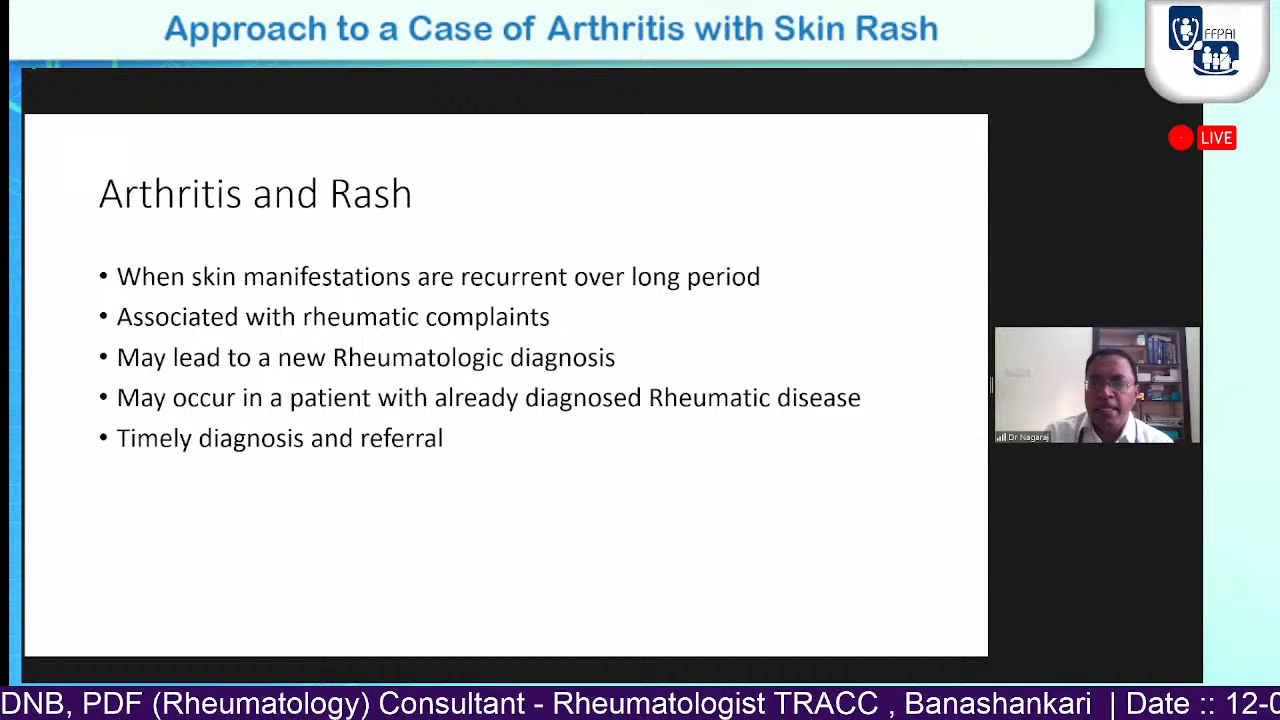 Approach to a Case of Arthritis with Skin Rash
FFPAI
LIVE
Arthritis and Rash
• When skin manifestations are recurrent over long period
• Associated with rheumatic complaints
• May lead to a new Rheumatologic diagnosis
• May occur in a patient with already diagnosed Rheumatic disease
• Timely diagnosis and referral
Dr Nagaraj
DNB, PDF (Rheumatology) Consultant - Rheumatologist TRACC , Banashankari | Date :: 12-0